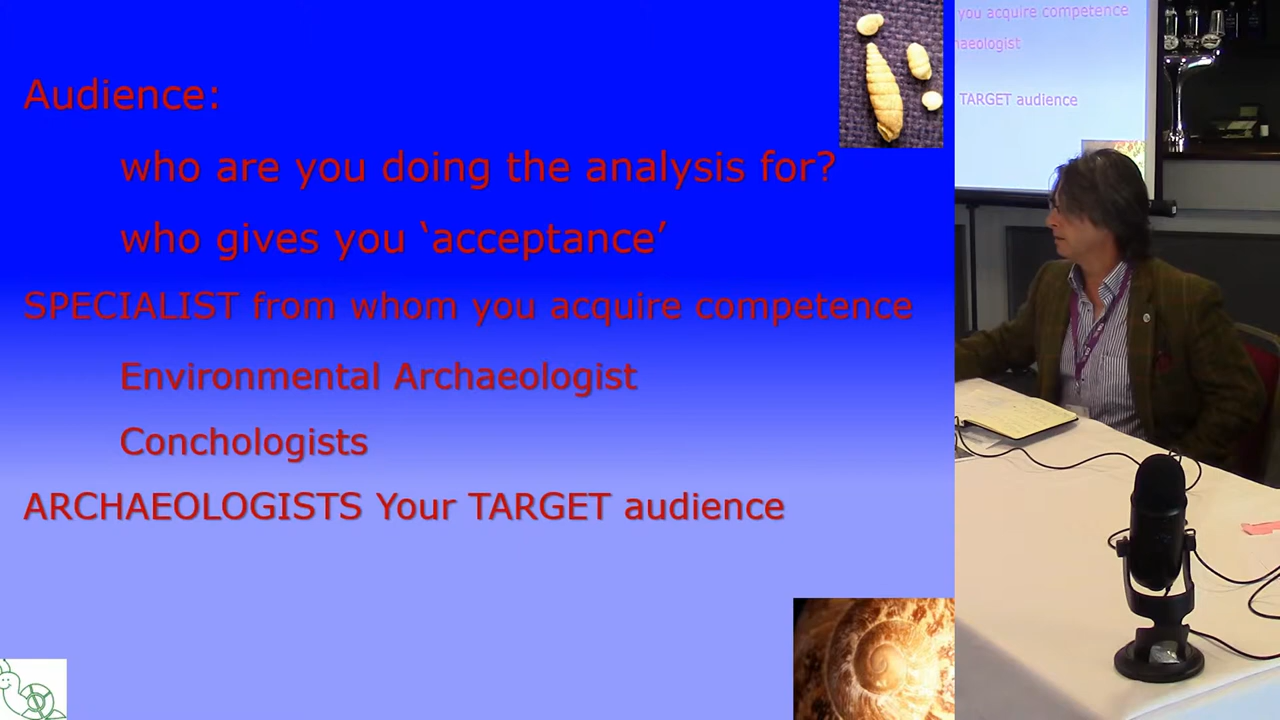 Audience:
who are you doing the analysis for?
who gives you ‘acceptance’
SPECIALIST from whom you acquire competence
Environmental Archaeologist
Conchologists
ARCHAEOLOGISTS Your TARGET audience
you acquire competence
haeologist
TARGET audience